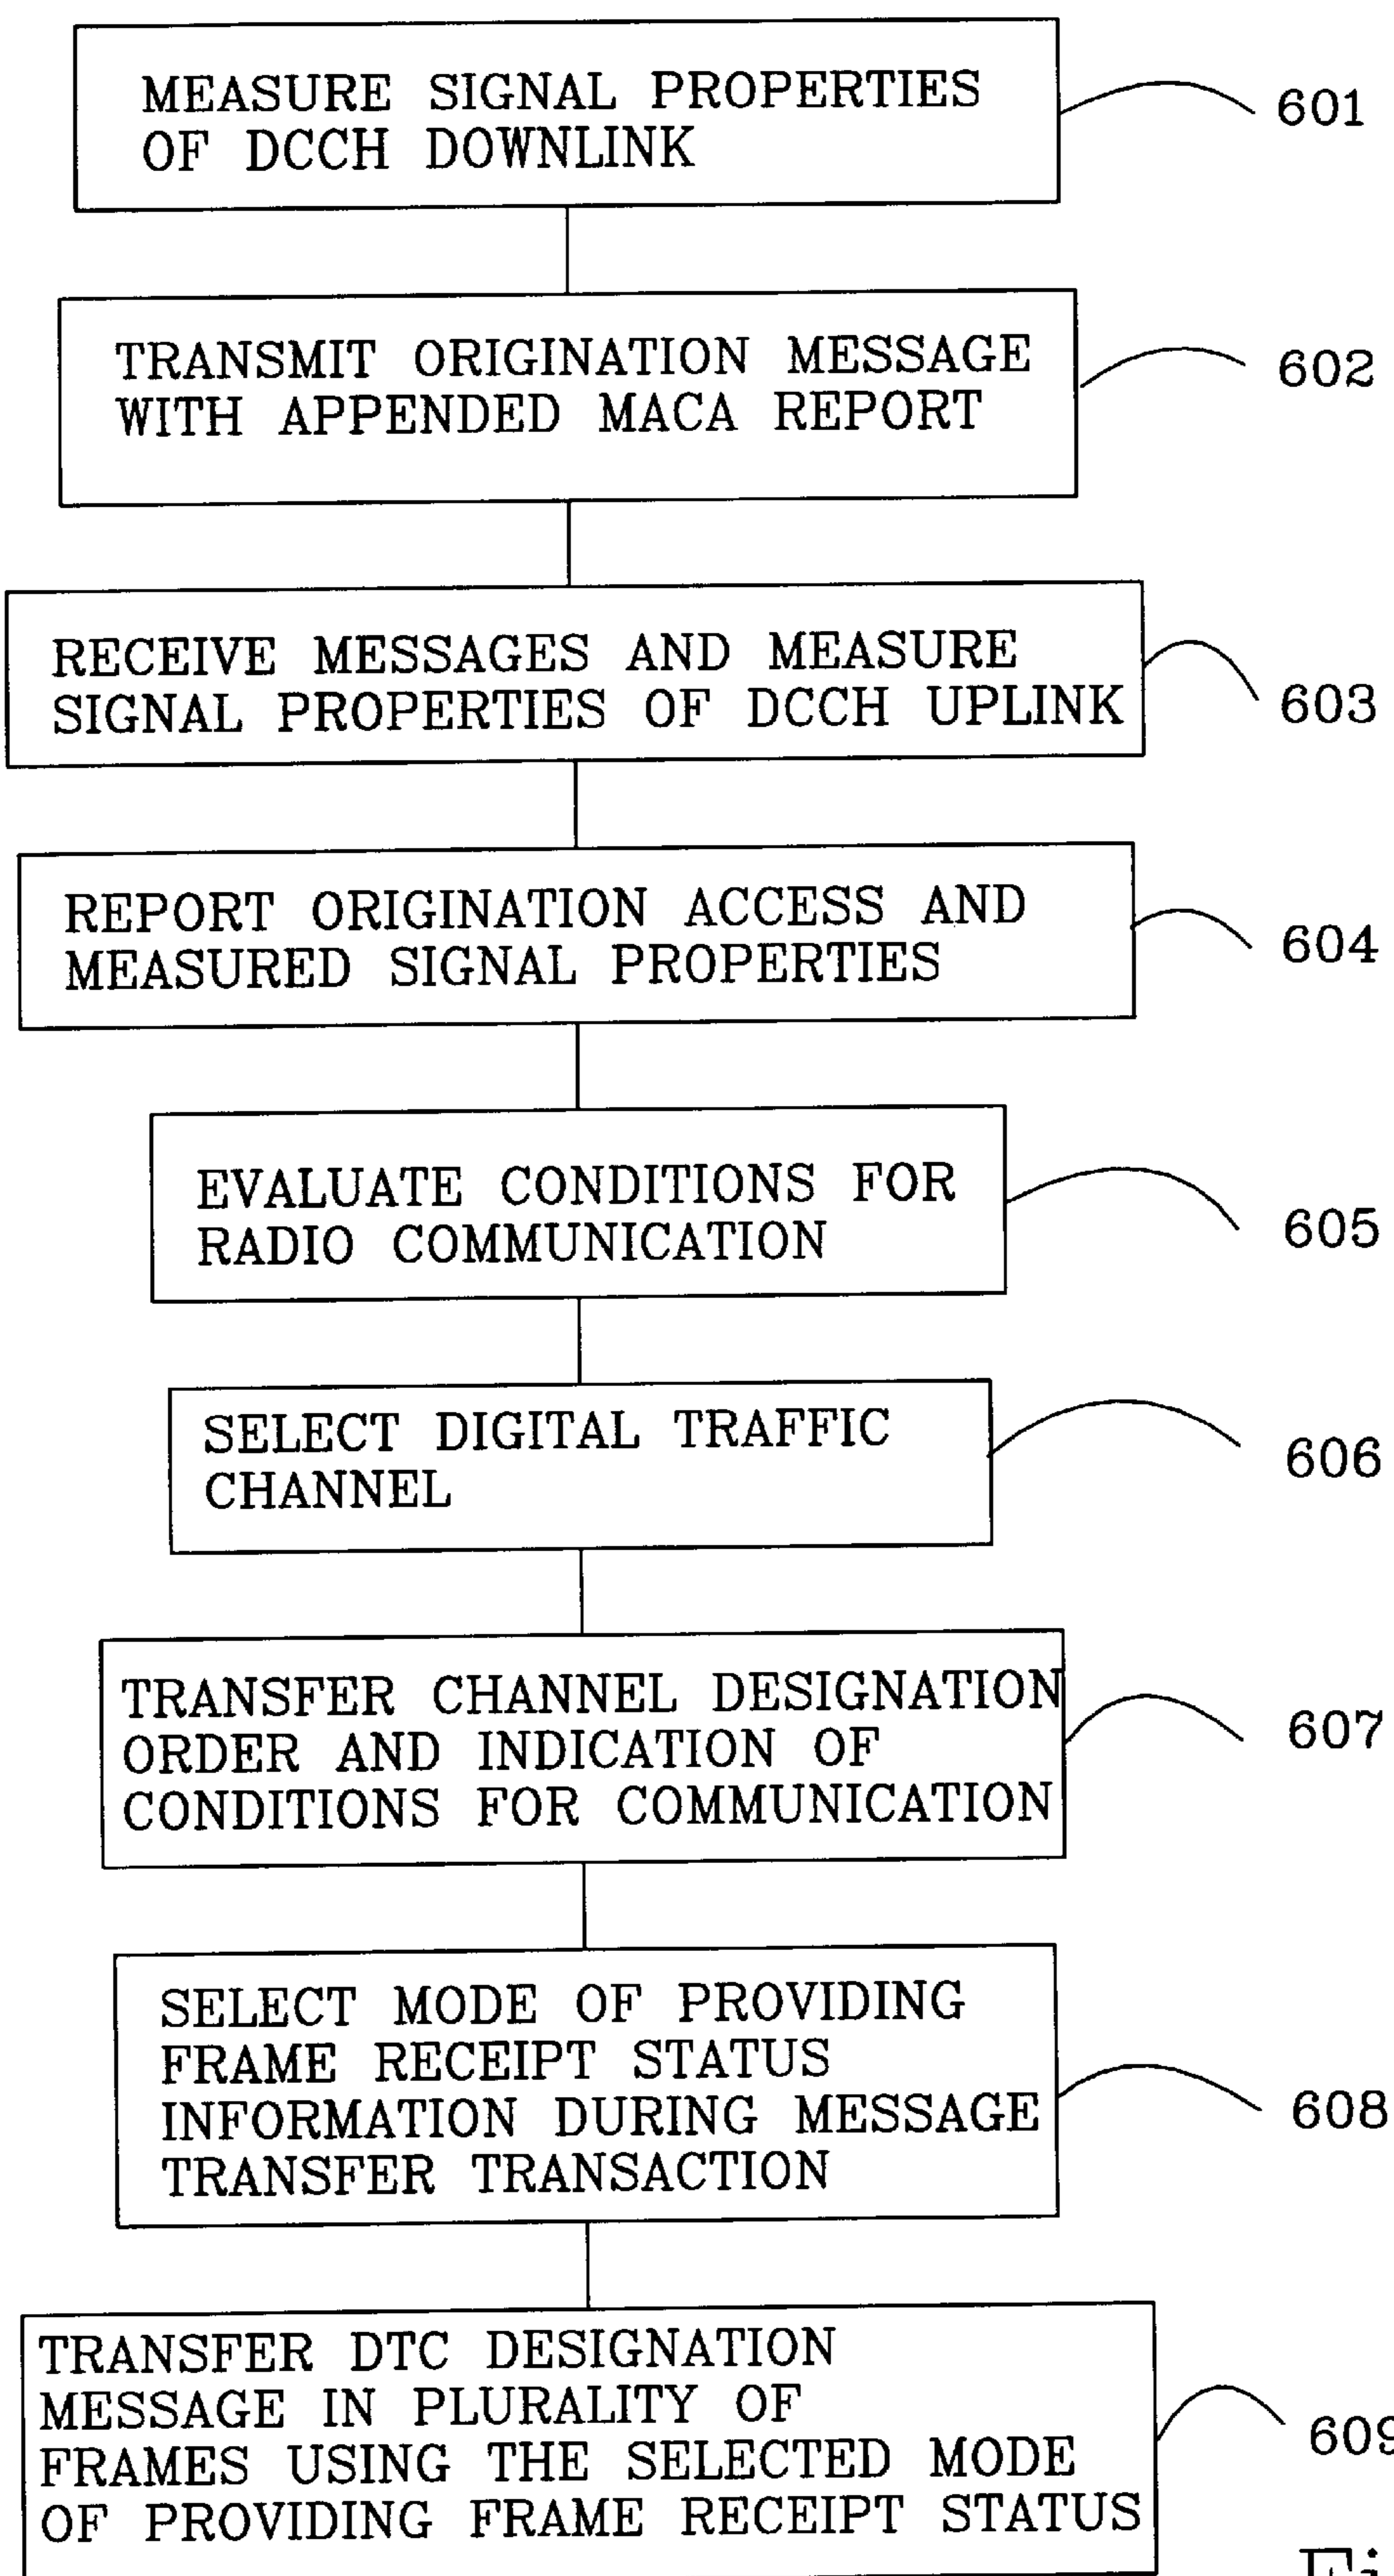 MEASURE SIGNAL PROPERTIES
OF DCCH DOWNLINK
601
TRANSMIT ORIGINATION MESSAGE
WITH APPENDED MACA REPORT
602
RECEIVE MESSAGES AND MEASURE
SIGNAL PROPERTIES OF DCCH UPLINK
603
REPORT ORIGINATION ACCESS AND
MEASURED SIGNAL PROPERTIES
604
EVALUATE CONDITIONS FOR
RADIO COMMUNICATION
605
SELECT DIGITAL TRAFFIC
CHANNEL
606
TRANSFER CHANNEL DESIGNATION
ORDER AND INDICATION OF
CONDITIONS FOR COMMUNICATION
607
SELECT MODE OF PROVIDING
FRAME RECEIPT STATUS
INFORMATION DURING MESSAGE
TRANSFER TRANSACTION
608
TRANSFER DTC DESIGNATION
MESSAGE IN PLURALITY OF
FRAMES USING THE SELECTED MODE
OF PROVIDING FRAME RECEIPT STATUS
609